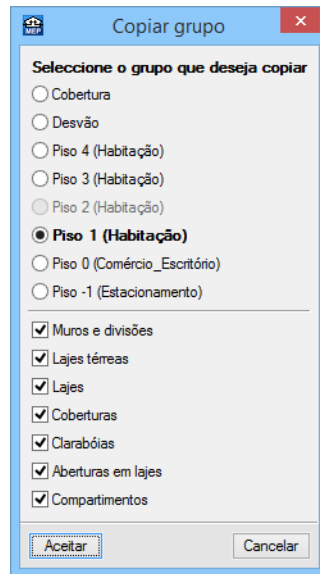 MEP
Copiar grupo
Seleccione o grupo que deseja copiar
Cobertura
Desvão
Piso 4 (Habitação)
Piso 3 (Habitação)
Piso 2 (Habitação)
Piso 1 (Habitação)
Piso 0 (Comércio_Escritório)
Piso -1 (Estacionamento)
Muros e divisões
Lajes térreas
Lajes
Coberturas
Clarabóias
Aberturas em lajes
Compartimentos
Aceitar
Cancelar